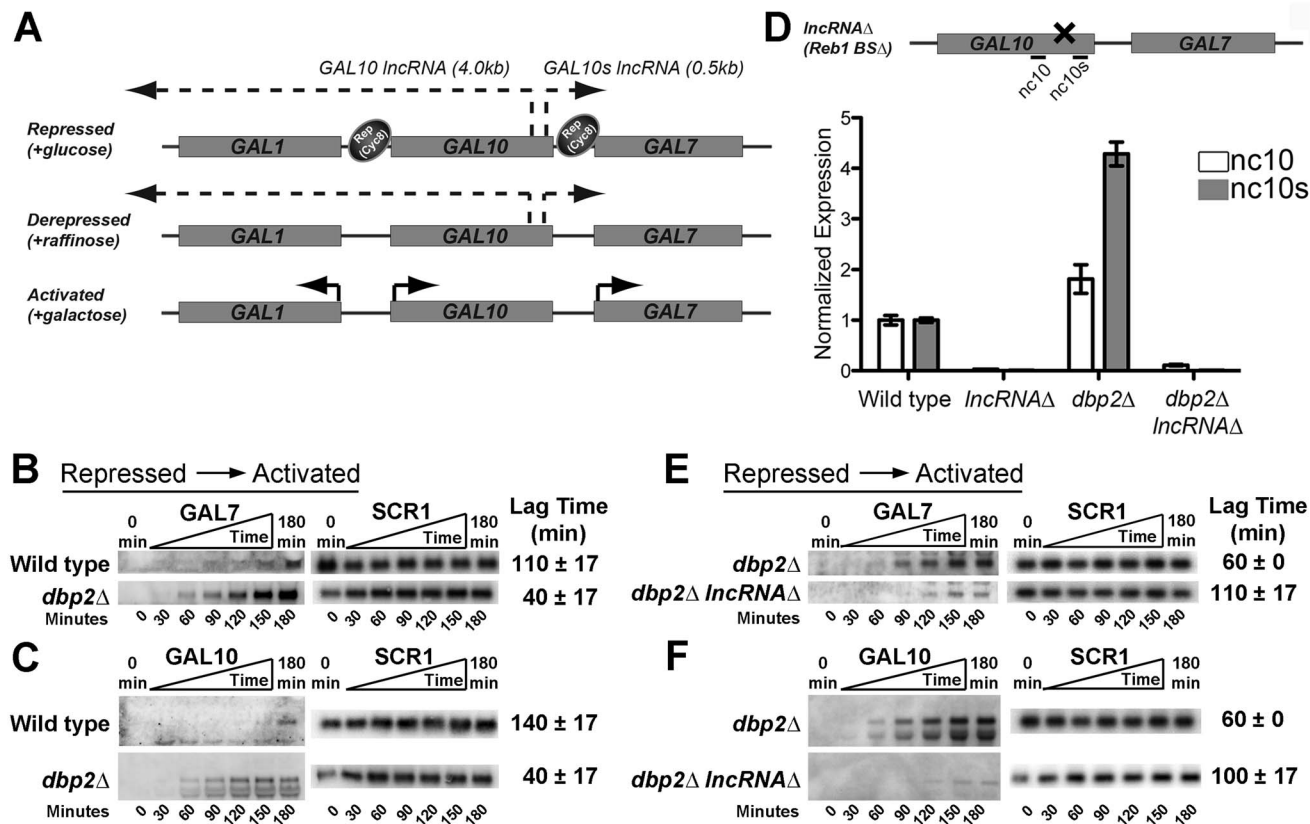 A
GAL10 lncRNA (4.0kb)
GAL10s lncRNA (0.5kb)
Repressed
(+glucose)
Rep
(Cyc8)
Rep
(Cyc8)
GAL1
GAL10
GAL7
Derepressed
(+raffinose)
GAL1
GAL10
GAL7
Activated
(+galactose)
GAL1
GAL10
GAL7
D
lncRNAΔ
(Reb1 BSΔ)
GAL10
GAL7
nc10
nc10s
Normalized Expression
5
4
3
2
1
0
nc10
nc10s
Wild type
lncRNAΔ
dbp2Δ
dbp2Δ
lncRNAΔ
B
Repressed → Activated
0
min
GAL7
Time
180
min
0
min
SCR1
Time
180
min
Lag Time
(min)
Wild type
110 ± 17
dbp2Δ
40 ± 17
Minutes
0 30 60 90 120 150 180
0 30 60 90 120 150 180
C
0
min
GAL10
Time
180
min
0
min
SCR1
Time
180
min
Wild type
140 ± 17
dbp2Δ
40 ± 17
Minutes
0 30 60 90 120 150 180
0 30 60 90 120 150 180
E
Repressed → Activated
0
min
GAL7
Time
180
min
0
min
SCR1
Time
180
min
Lag Time
(min)
dbp2Δ
60 ± 0
dbp2Δ lncRNAΔ
110 ± 17
Minutes
0 30 60 90 120 150 180
0 30 60 90 120 150 180
F
0
min
GAL10
Time
180
min
0
min
SCR1
Time
180
min
dbp2Δ
60 ± 0
dbp2Δ lncRNAΔ
100 ± 17
Minutes
0 30 60 90 120 150 180
0 30 60 90 120 150 180